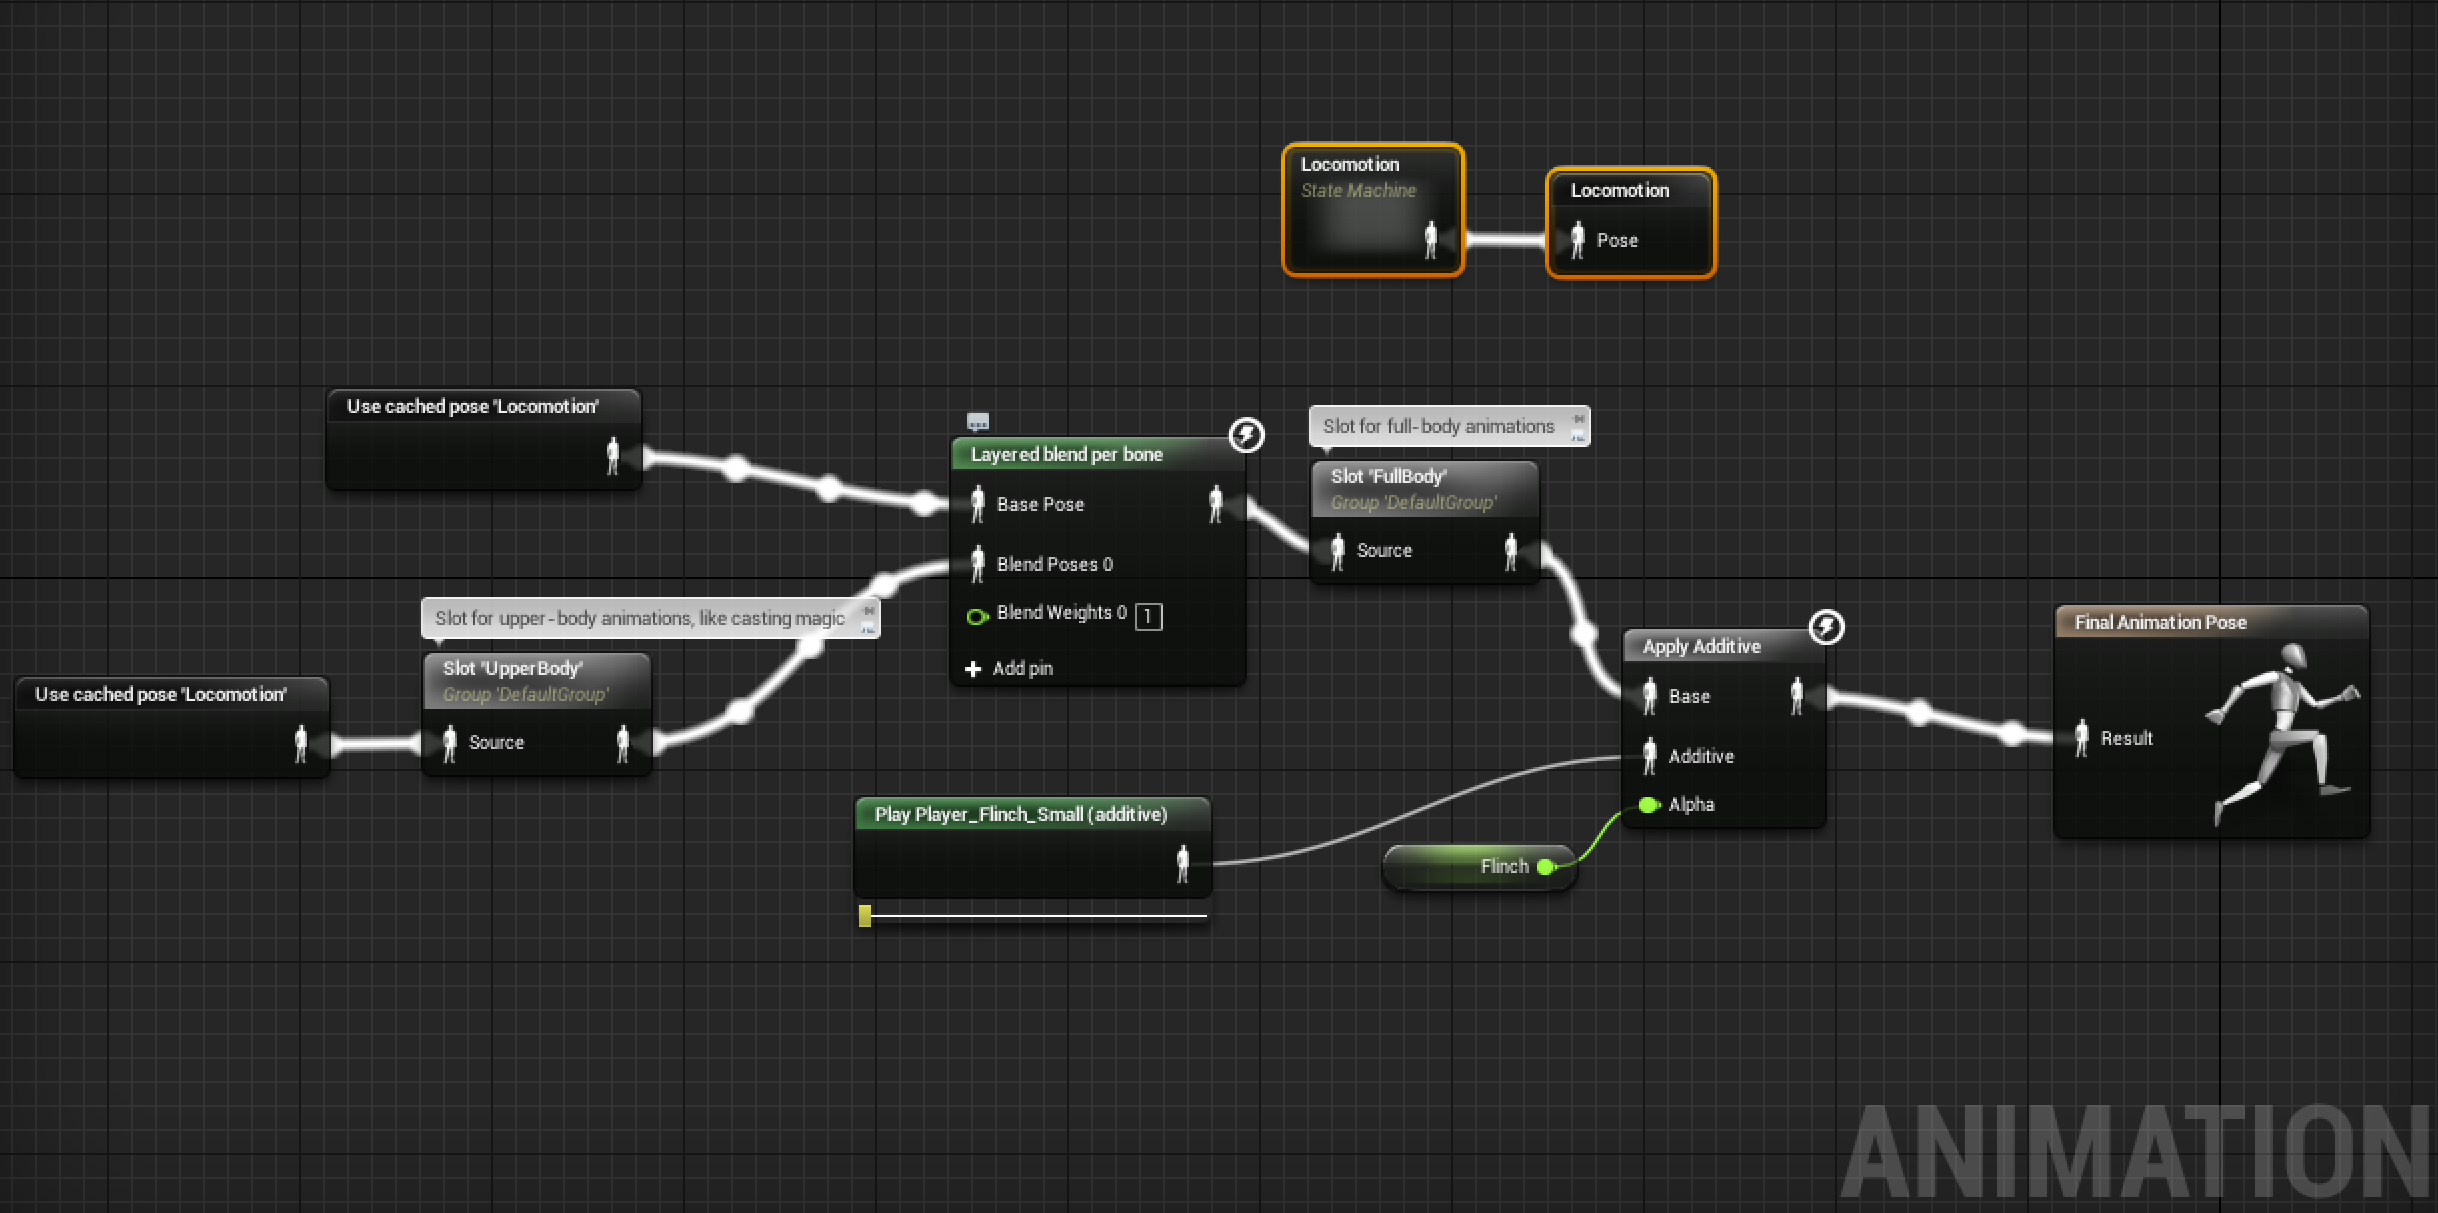 Locomotion
State Machine
Locomotion
Pose
Use cached pose 'Locomotion'
Layered blend per bone
Base Pose
Blend Poses 0
Blend Weights 0 1
Add pin
Slot for full-body animations
Slot 'FullBody'
Group 'DefaultGroup'
Source
Slot for upper-body animations, like casting magic
Slot 'UpperBody'
Group 'DefaultGroup'
Source
Use cached pose 'Locomotion'
Apply Additive
Base
Additive
Alpha
Final Animation Pose
Result
Play Player_Flinch_Small (additive)
Flinch
ANIMATION